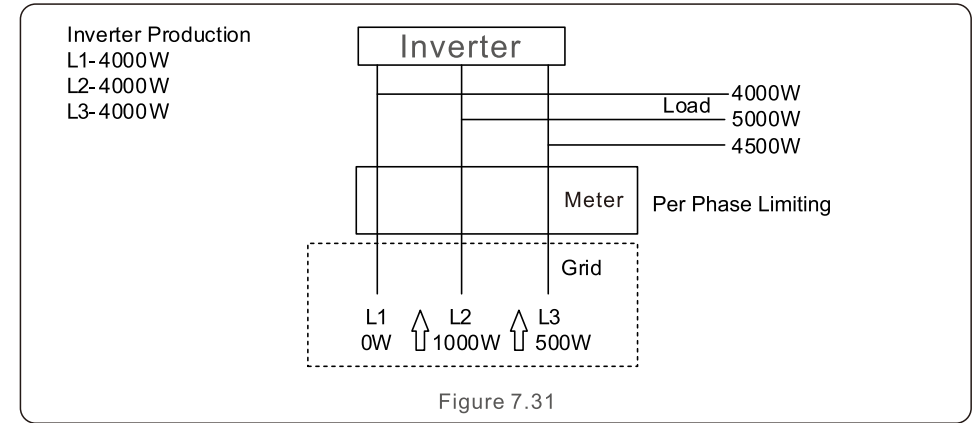 Inverter Production
L1-4000W
L2-4000W
L3-4000W
Inverter
Load
4000W
5000W
4500W
Meter
Per Phase Limiting
Grid
L1 L2 L3
0W 1000W 500W
Figure 7.31